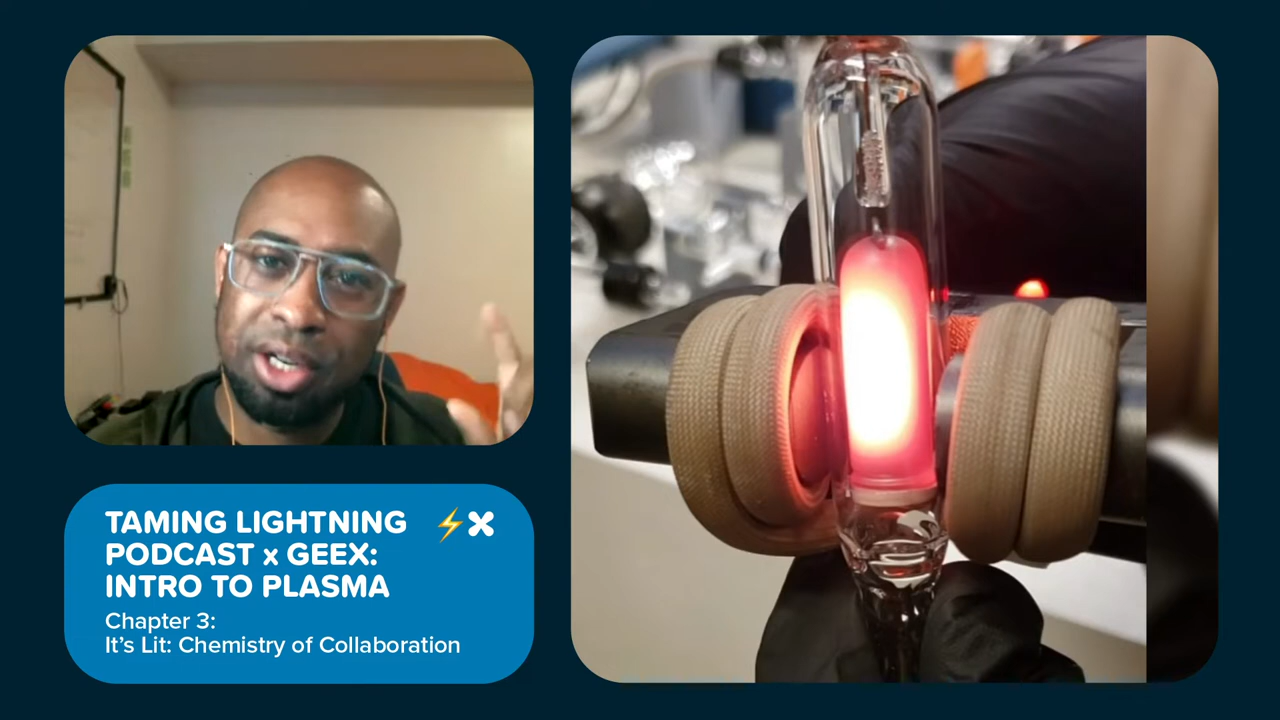 TAMING LIGHTNING
PODCAST x GEEX:
INTRO TO PLASMA
Chapter 3:
It’s Lit: Chemistry of Collaboration